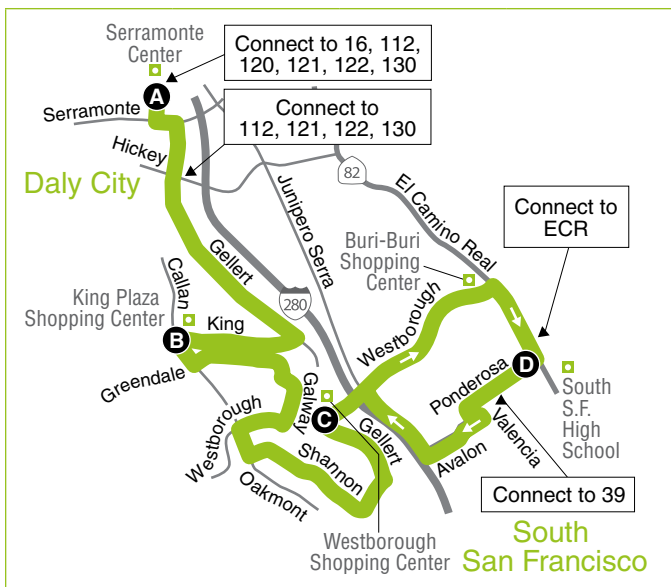 Serramonte
Center
Connect to 16, 112,
120, 121, 122, 130
A
Serramonte
Connect to
112, 121, 122, 130
Hickey
82
Daly City
Junipero Serra
El Camino Real
Connect to
ECR
Buri-Buri
Shopping
Center
Gellert
Callan
280
King Plaza
Shopping Center
King
Westborough
B
D
Greendale
Ponderosa
South
S.F.
High
School
Galway
C
Gellert
Valencia
Avalon
Westborough
Shannon
Oakmont
Connect to 39
Westborough
Shopping Center
South
San Francisco